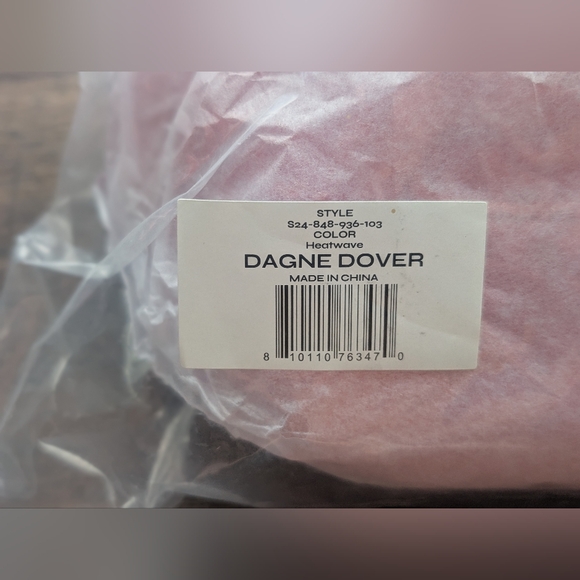 STYLE
S24-848-936-103
COLOR
Heatwave
DAGNE DOVER
MADE IN CHINA
8 10110 76347 0